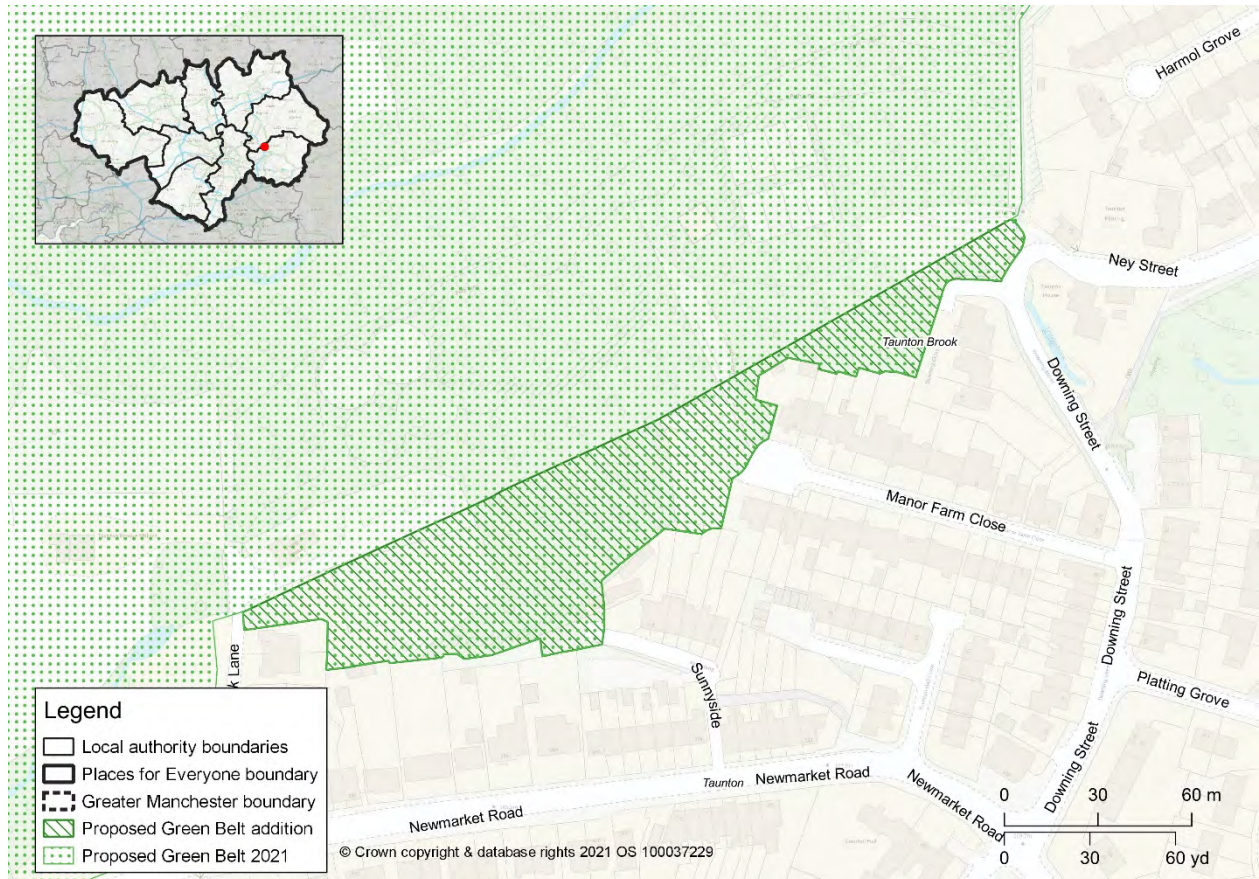 Harmol Grove
Ney Street
Taunton Brook
Downing Street
Manor Farm Close
Downing Street
k Lane
Sunnyside
Platting Grove
Downing Street
Taunton
Newmarket Road
Newmarket Road
Newmarket Road
Legend
Local authority boundaries
Places for Everyone boundary
Greater Manchester boundary
Proposed Green Belt addition
Proposed Green Belt 2021
© Crown copyright & database rights 2021 OS 100037229
0 30 60 m
0 30 60 yd